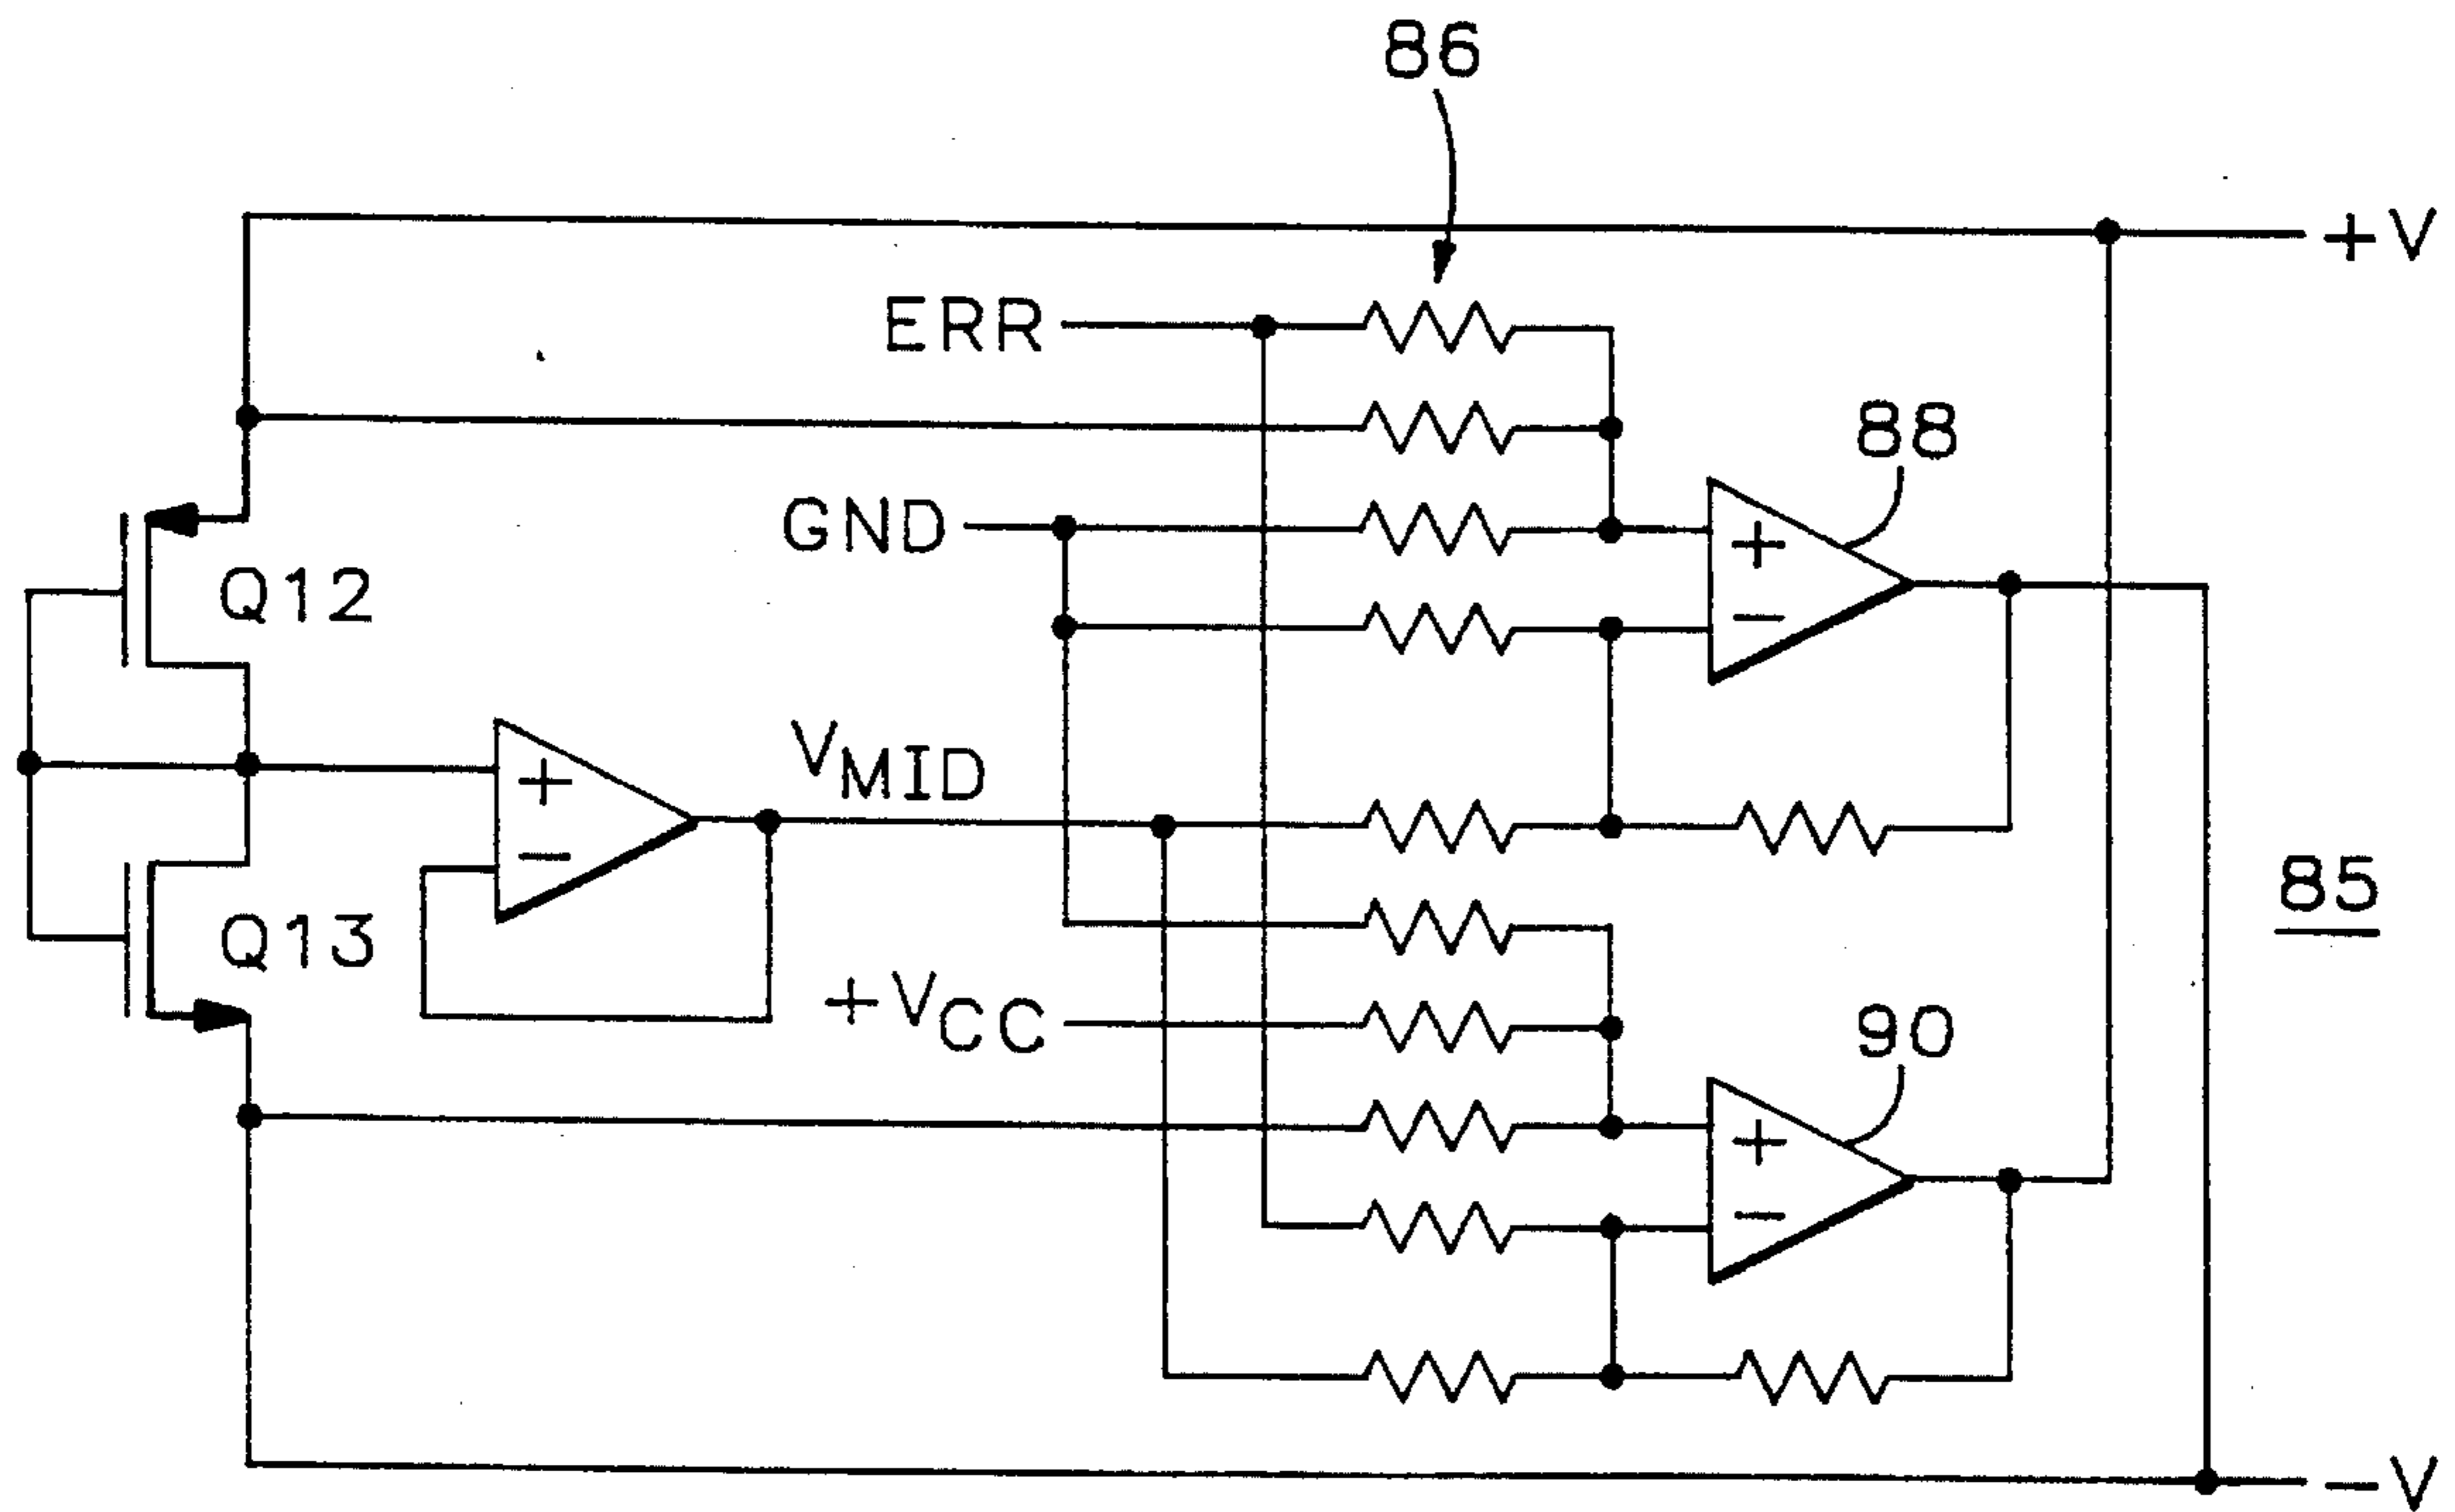 86
+V
ERR
88
GND
Q12
+
−
VMID
+
−
85
Q13
+VCC
90
+
−
−V